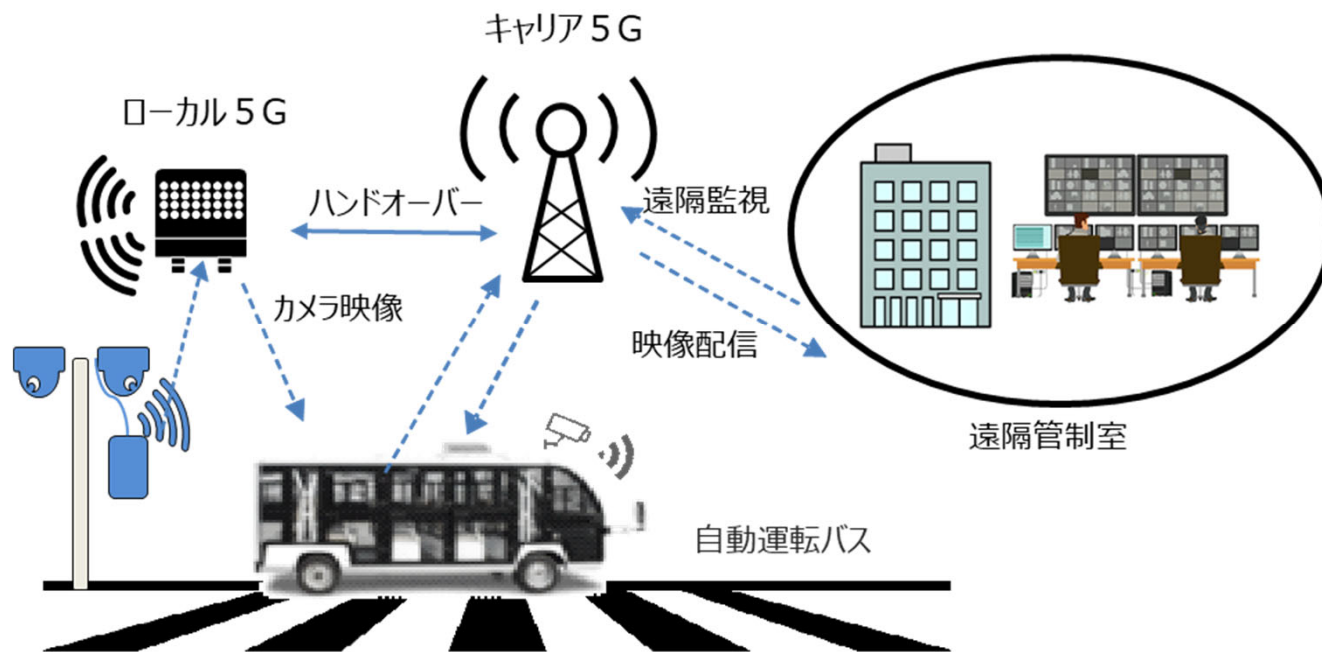 キャリア５G
ローカル５G
ハンドオーバー
遠隔監視
カメラ映像
映像配信
遠隔管制室
自動運転バス